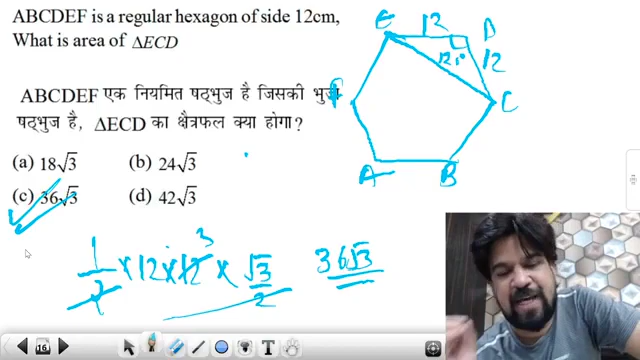 ABCDEF is a regular hexagon of side 12cm,
What is area of ΔECD
ABCDEF एक नियमित षट्भुज है जिसकी भुजा
षट्भुज है, ΔECD का क्षेत्रफल क्या होगा?
(a) 18√3 (b) 24√3
(c) 36√3 (d) 42√3
E 12 D
120° 12
F C
A B
1/2 × 12 × 12 3 × √3/2 36√3
16
T